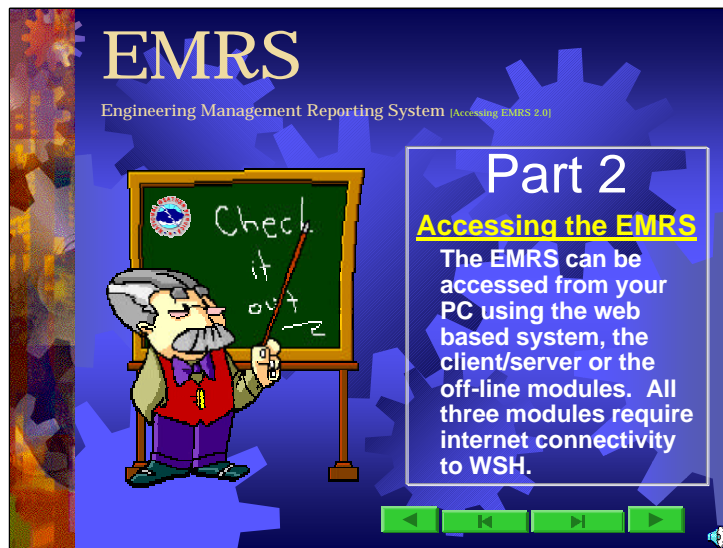 EMRS
Engineering Management Reporting System [Accessing EMRS 2.0]
Check
it
out
Part 2
Accessing the EMRS
The EMRS can be
accessed from your
PC using the web
based system, the
client/server or the
off-line modules.  All
three modules require
internet connectivity
to WSH.